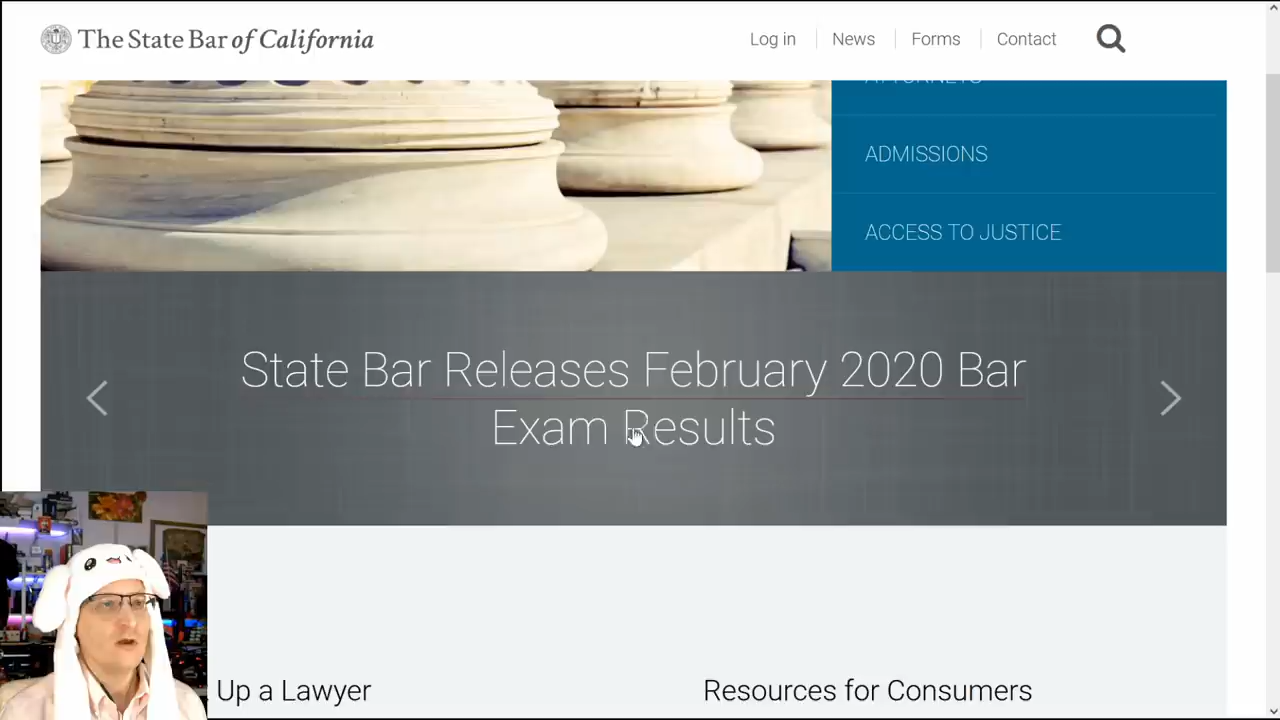 The State Bar of California
Log in
News
Forms
Contact
ATTORNEYS
ADMISSIONS
ACCESS TO JUSTICE
State Bar Releases February 2020 Bar
Exam Results
Up a Lawyer
Resources for Consumers